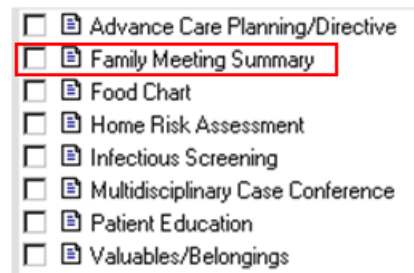 Advance Care Planning/Directive
Family Meeting Summary
Food Chart
Home Risk Assessment
Infectious Screening
Multidisciplinary Case Conference
Patient Education
Valuables/Belongings